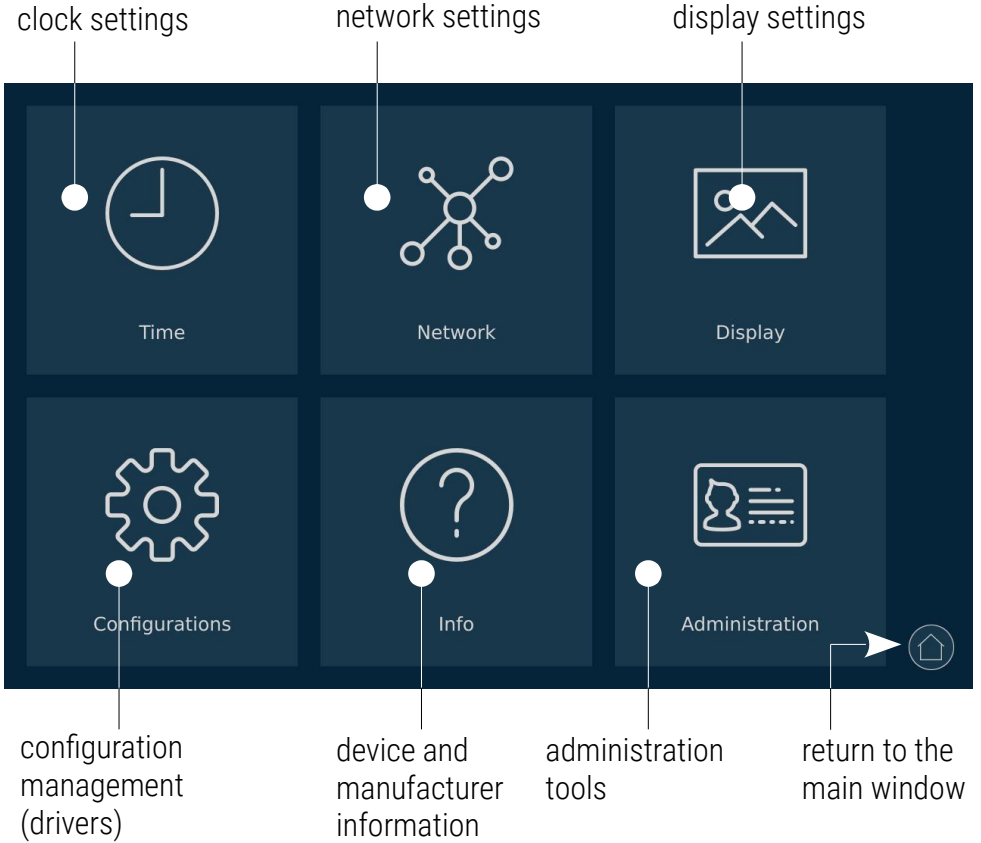 clock settings
network settings
display settings
Time
Network
Display
Configurations
Info
Administration
configuration
management
(drivers)
device and
manufacturer
information
administration
tools
return to the
main window